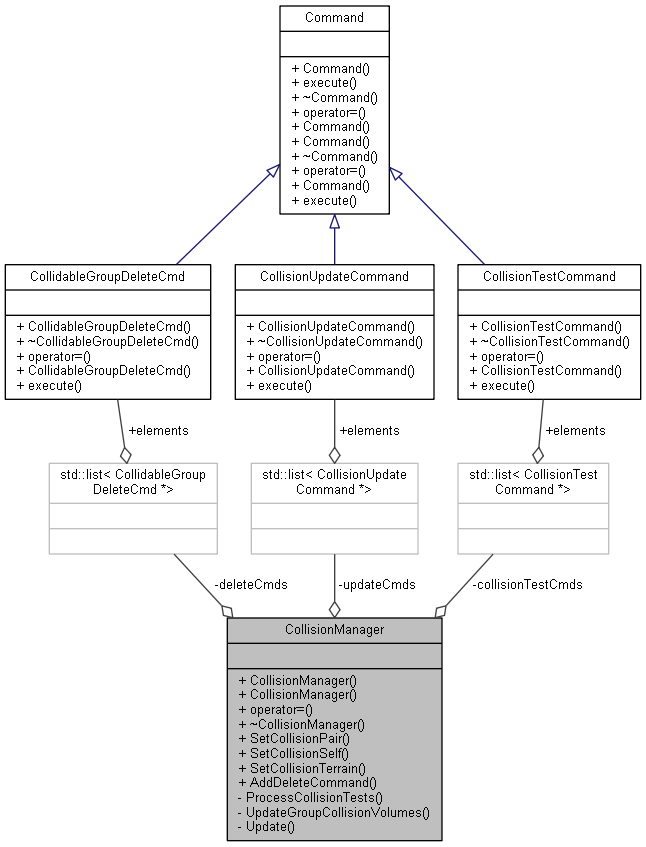 Command
+ Command()
+ execute()
+ ~Command()
+ operator=()
+ Command()
+ Command()
+ ~Command()
+ operator=()
+ Command()
+ execute()
CollidableGroupDeleteCmd
+ CollidableGroupDeleteCmd()
+ ~CollidableGroupDeleteCmd()
+ operator=()
+ CollidableGroupDeleteCmd()
+ execute()
CollisionUpdateCommand
+ CollisionUpdateCommand()
+ ~CollisionUpdateCommand()
+ operator=()
+ CollisionUpdateCommand()
+ execute()
CollisionTestCommand
+ CollisionTestCommand()
+ ~CollisionTestCommand()
+ operator=()
+ CollisionTestCommand()
+ execute()
+elements
+elements
+elements
std::list< CollidableGroup
DeleteCmd *>
std::list< CollisionUpdate
Command *>
std::list< CollisionTest
Command *>
-deleteCmds
-updateCmds
-collisionTestCmds
CollisionManager
+ CollisionManager()
+ CollisionManager()
+ operator=()
+ ~CollisionManager()
+ SetCollisionPair()
+ SetCollisionSelf()
+ SetCollisionTerrain()
+ AddDeleteCommand()
- ProcessCollisionTests()
- UpdateGroupCollisionVolumes()
- Update()